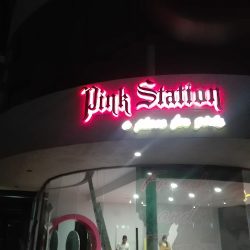 Pink Station
a place for girls